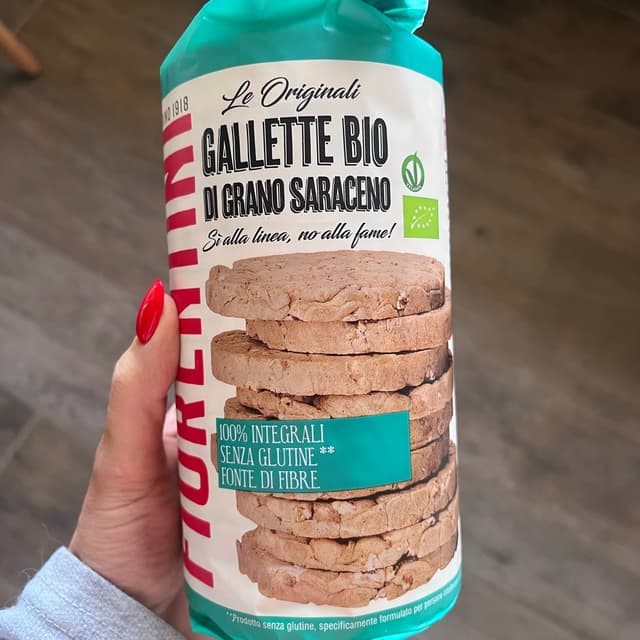 Le Originali
GALLETTE BIO
DI GRANO SARACENO
Sì alla linea, no alla fame!
1918
FIORENTINI
100% INTEGRALI
SENZA GLUTINE**
FONTE DI FIBRE
**Prodotto senza glutine, specificamente formulato per persone